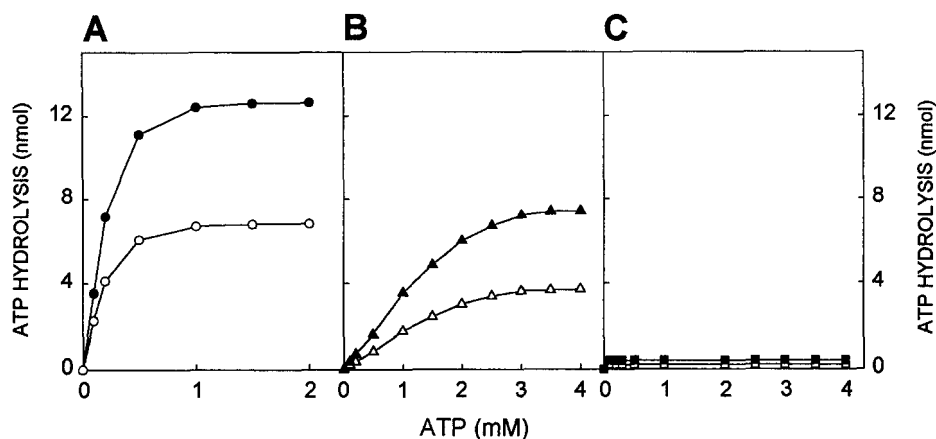 A B C
ATP HYDROLYSIS (nmol)
12
8
4
0
0 1 2
0 1 2 3 4
0 1 2 3 4
12
8
4
0
ATP HYDROLYSIS (nmol)
ATP (mM)